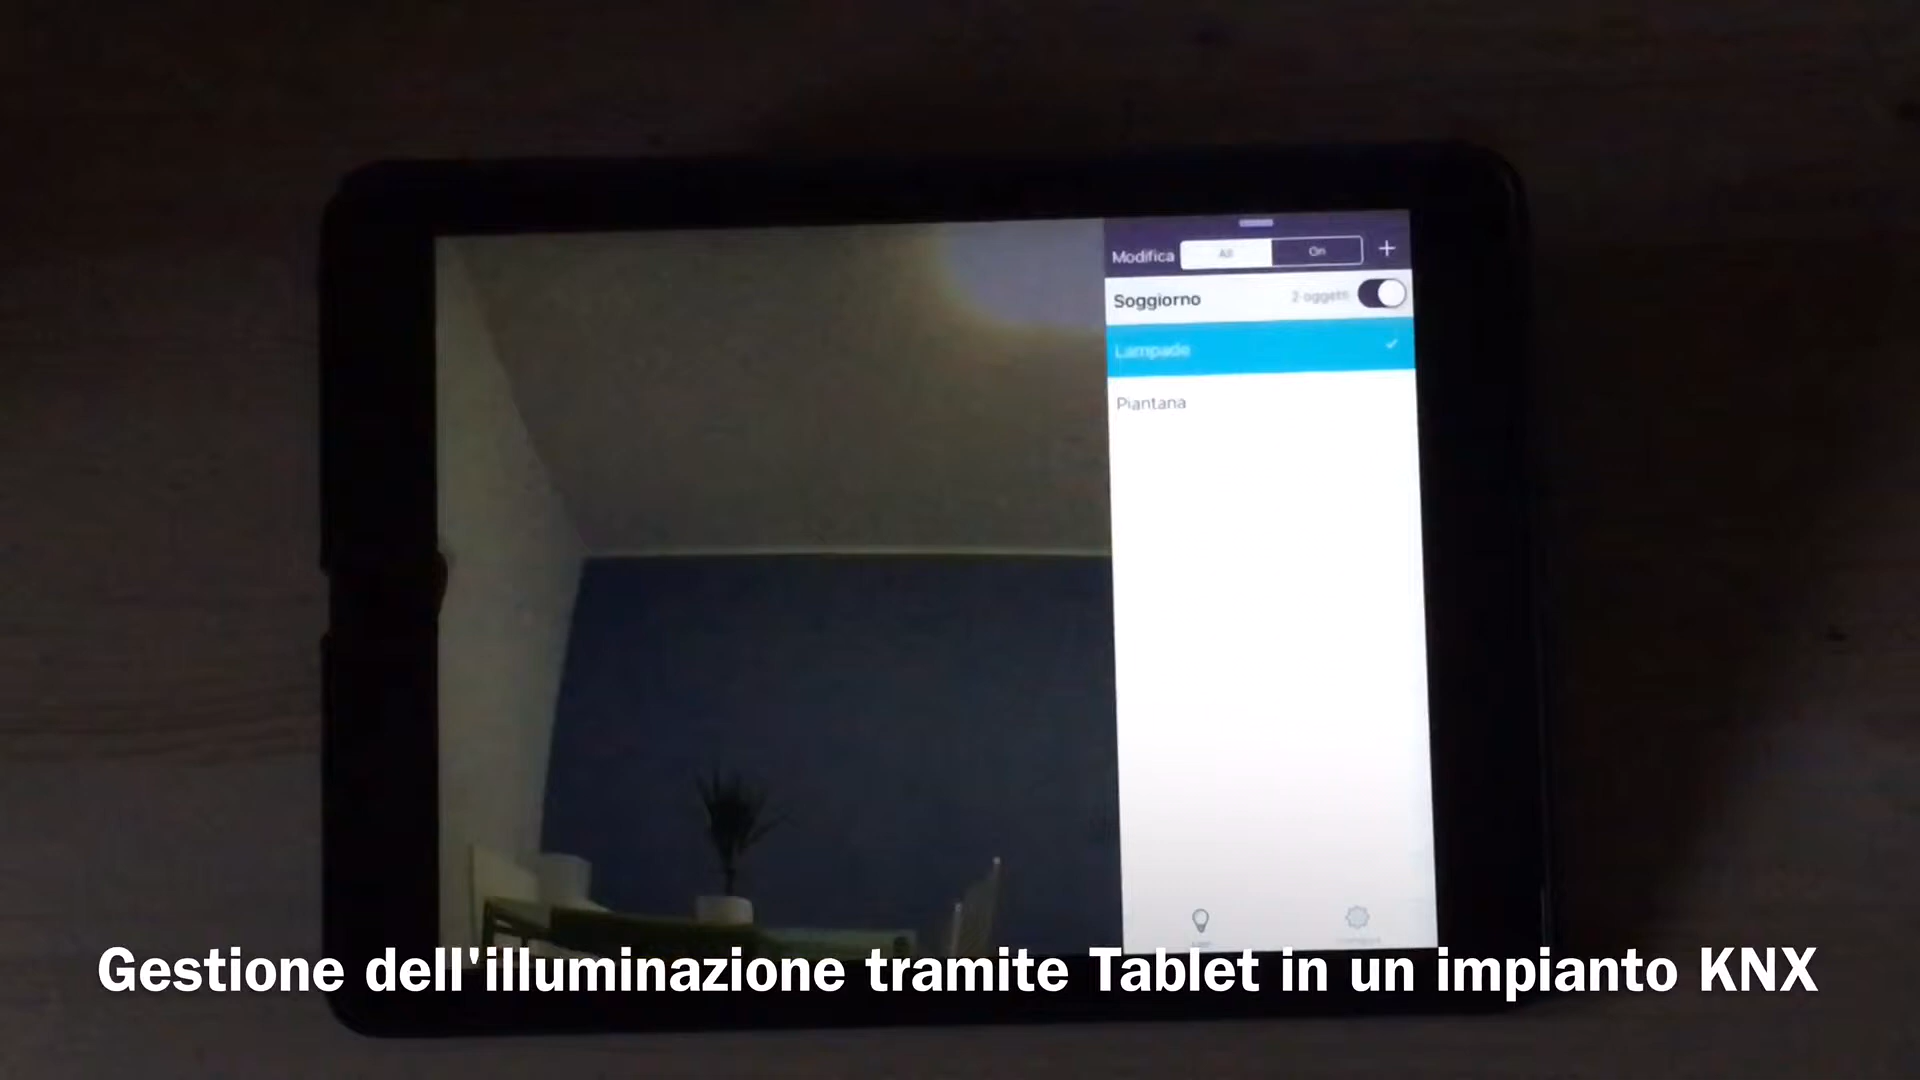 Modifica All On +
Soggiorno 2 oggetti
Lampade
Piantana
Gestione dell'illuminazione tramite Tablet in un impianto KNX